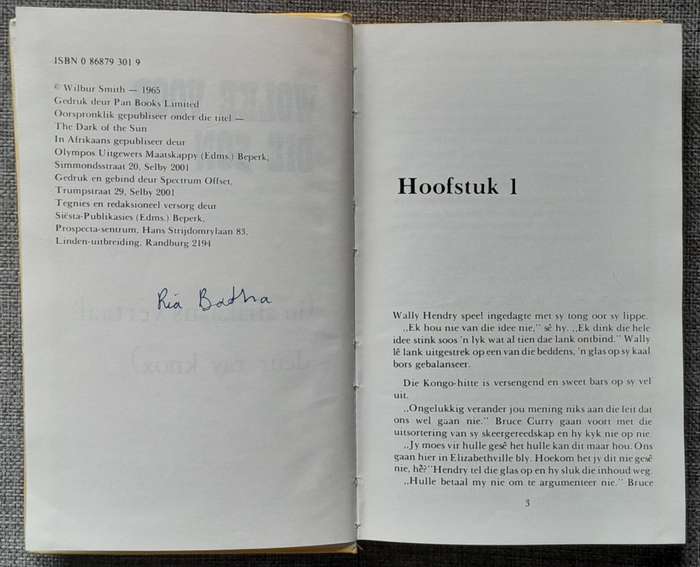 ISBN 0 86879 301 9
© Wilbur Smith — 1965
Gedruk deur Pan Books Limited
Oorspronklik gepubliseer onder die titel —
The Dark of the Sun
In Afrikaans gepubliseer deur
Olympos Uitgewers Maatskappy (Edms.) Beperk,
Simmondsstraat 20, Selby 2001
Gedruk en gebind deur Spectrum Offset,
Trumpstraat 29, Selby 2001
Tegnies en redaksioneel versorg deur
Siësta-Publikasies (Edms.) Beperk,
Prospecta-sentrum, Hans Strijdomrylaan 83,
Linden-uitbreiding, Randburg 2194
Ria Botha
Hoofstuk 1
Wally Hendry speel ingedagte met sy tong oor sy lippe.
„Ek hou nie van die idee nie,” sê hy. „Ek dink die hele
idee stink soos 'n lyk wat al tien dae lank ontbind.” Wally
lê lank uitgestrek op een van die beddens, 'n glas op sy kaal
bors gebalanseer.
Die Kongo-hitte is versengend en sweet bars op sy vel
uit.
„Ongelukkig verander jou mening niks aan die feit dat
ons wel gaan nie.” Bruce Curry gaan voort met die
uitsortering van sy skeergereedskap en hy kyk nie op nie.
„Jy moes vir hulle gesê het hulle kan dit maar hou. Ons
gaan hier in Elizabethville bly. Hoekom het jy dit nie gesê
nie, hê?” Hendry tel die glas op en hy sluk die inhoud weg.
„Hulle betaal my nie om te argumenteer nie.” Bruce
3